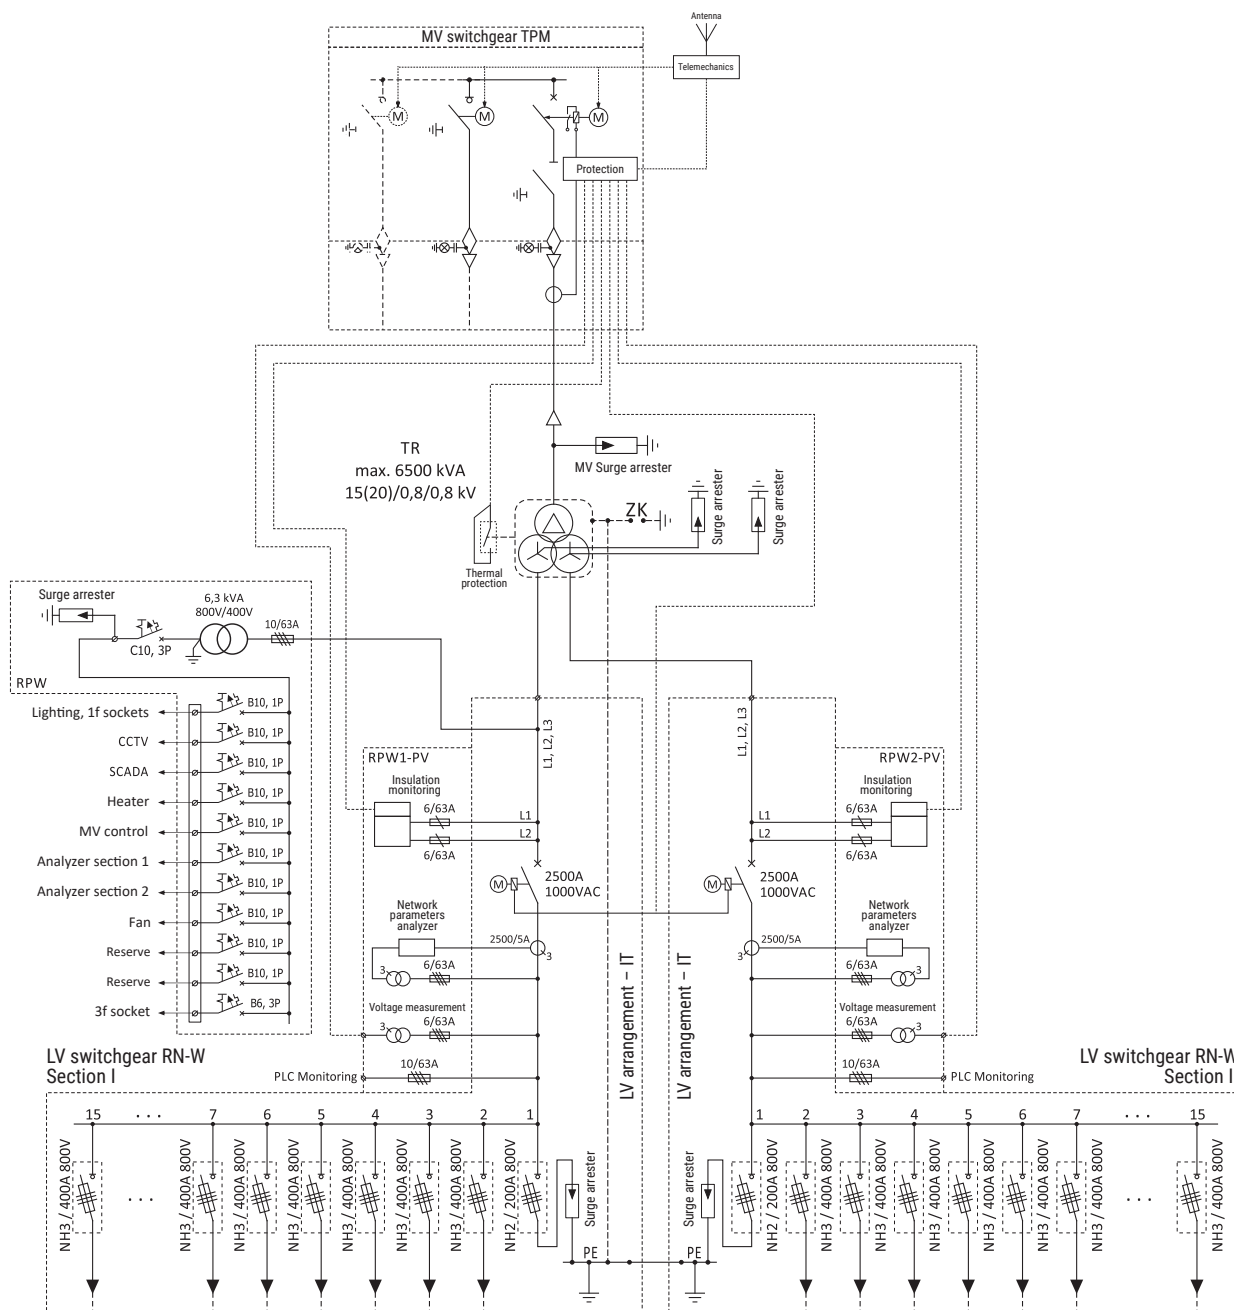 Antenna
MV switchgear TPM
Telemechanics
M
M
M
Protection
TR
max. 6500 kVA
15(20)/0,8/0,8 kV
MV Surge arrester
Surge arrester
Surge arrester
ZK
Thermal
protection
Surge arrester
6,3 kVA
800V/400V
10/63A
C10, 3P
RPW
Lighting, 1f sockets
B10, 1P
CCTV
B10, 1P
SCADA
B10, 1P
Heater
B10, 1P
MV control
B10, 1P
Analyzer section 1
B10, 1P
Analyzer section 2
B10, 1P
Fan
B10, 1P
Reserve
B10, 1P
Reserve
B10, 1P
3f socket
B6, 3P
L1, L2, L3
L1, L2, L3
RPW1-PV
RPW2-PV
Insulation
monitoring
6/63A
L1
L2
6/63A
Insulation
monitoring
6/63A
L1
L2
6/63A
M
2500A
1000VAC
M
2500A
1000VAC
Network
parameters
analyzer
2500/5A
3
3
6/63A
Network
parameters
analyzer
2500/5A
3
3
6/63A
Voltage measurement
3
6/63A
Voltage measurement
6/63A
3
PLC Monitoring
10/63A
10/63A
PLC Monitoring
LV arrangement – IT
LV arrangement – IT
LV switchgear RN-W
Section I
LV switchgear RN-W
Section I
15 . . . 7 6 5 4 3 2 1
1 2 3 4 5 6 7 . . . 15
NH3 / 400A 800V
. . .
NH3 / 400A 800V
NH3 / 400A 800V
NH3 / 400A 800V
NH3 / 400A 800V
NH3 / 400A 800V
NH3 / 400A 800V
NH2 / 200A 800V
Surge arrester
PE
Surge arrester
PE
NH2 / 200A 800V
NH3 / 400A 800V
NH3 / 400A 800V
NH3 / 400A 800V
NH3 / 400A 800V
NH3 / 400A 800V
NH3 / 400A 800V
. . .
NH3 / 400A 800V